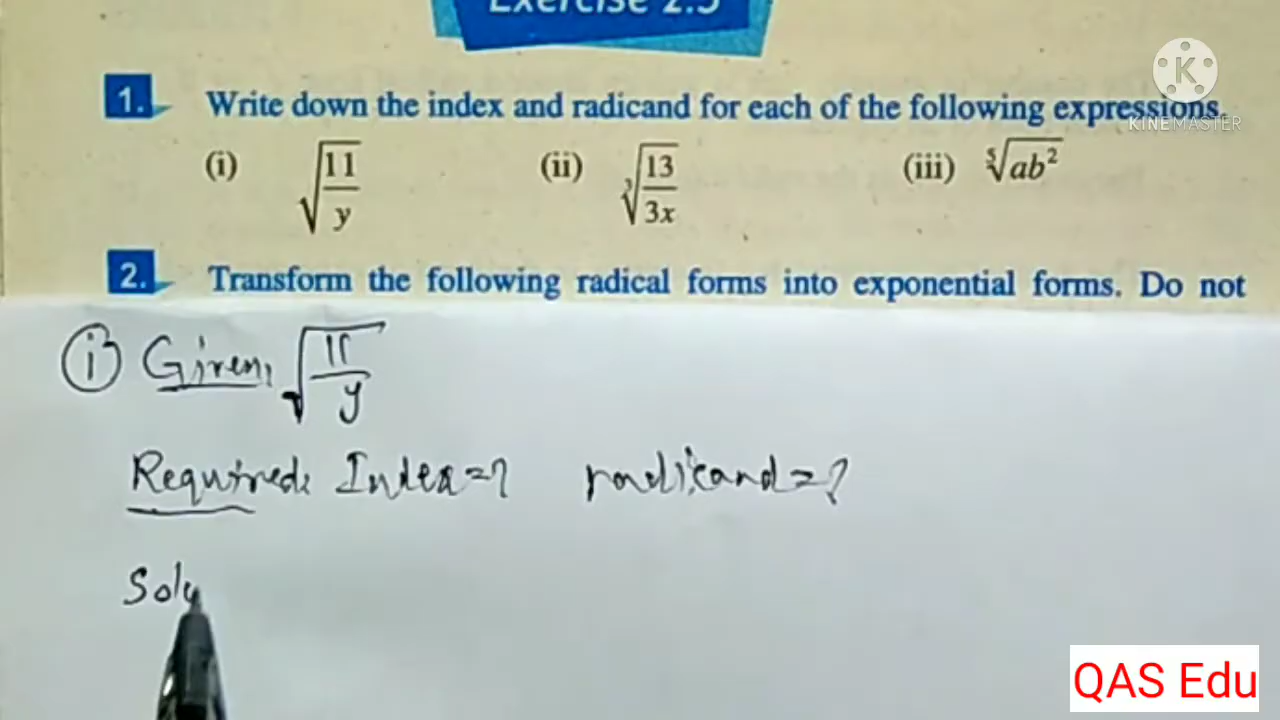 Exercise 2.5
K
KINEMASTER
1. Write down the index and radicand for each of the following expressions.
(i) √(11/y) (ii) ∛(13/3x) (iii) ⁵√(ab²)
2. Transform the following radical forms into exponential forms. Do not
(i) Given, √(11/y)
Required: Index=? radicand=?
Solu
QAS Edu